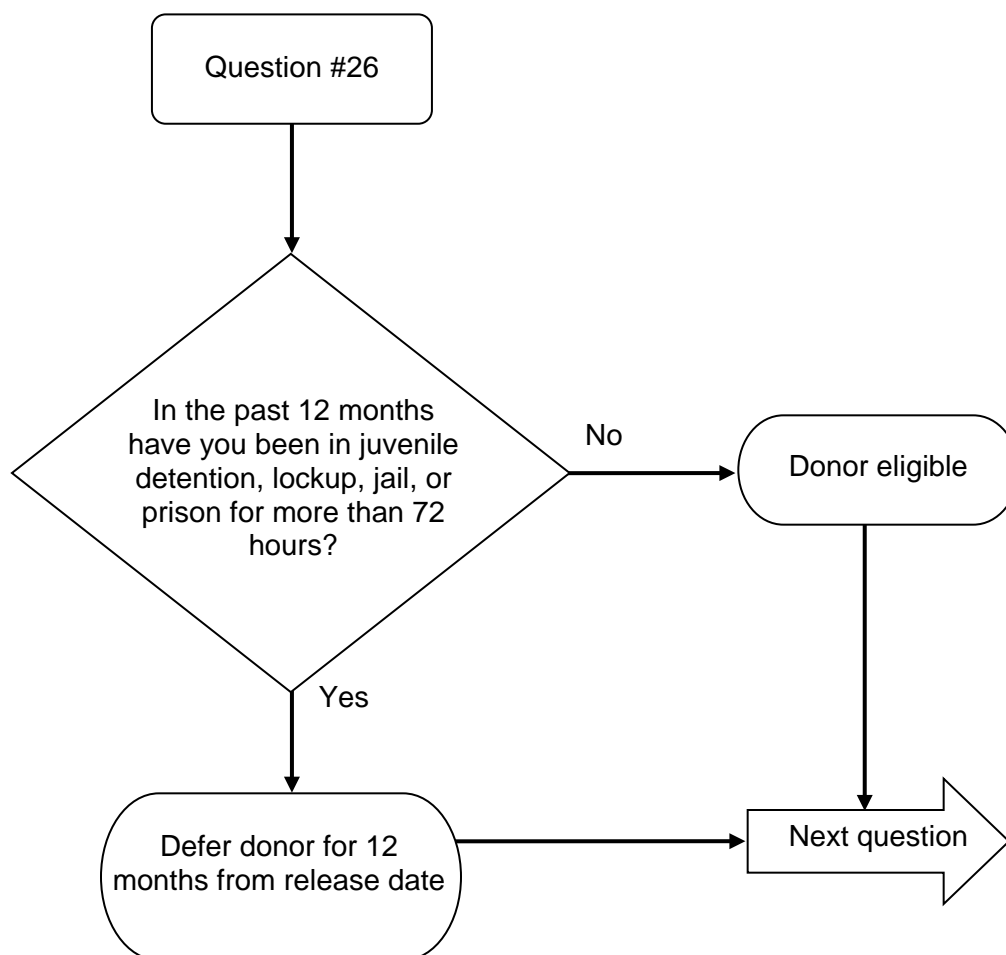 Question #26
In the past 12 months
have you been in juvenile
detention, lockup, jail, or
prison for more than 72
hours?
No
Donor eligible
Yes
Defer donor for 12
months from release date
Next question